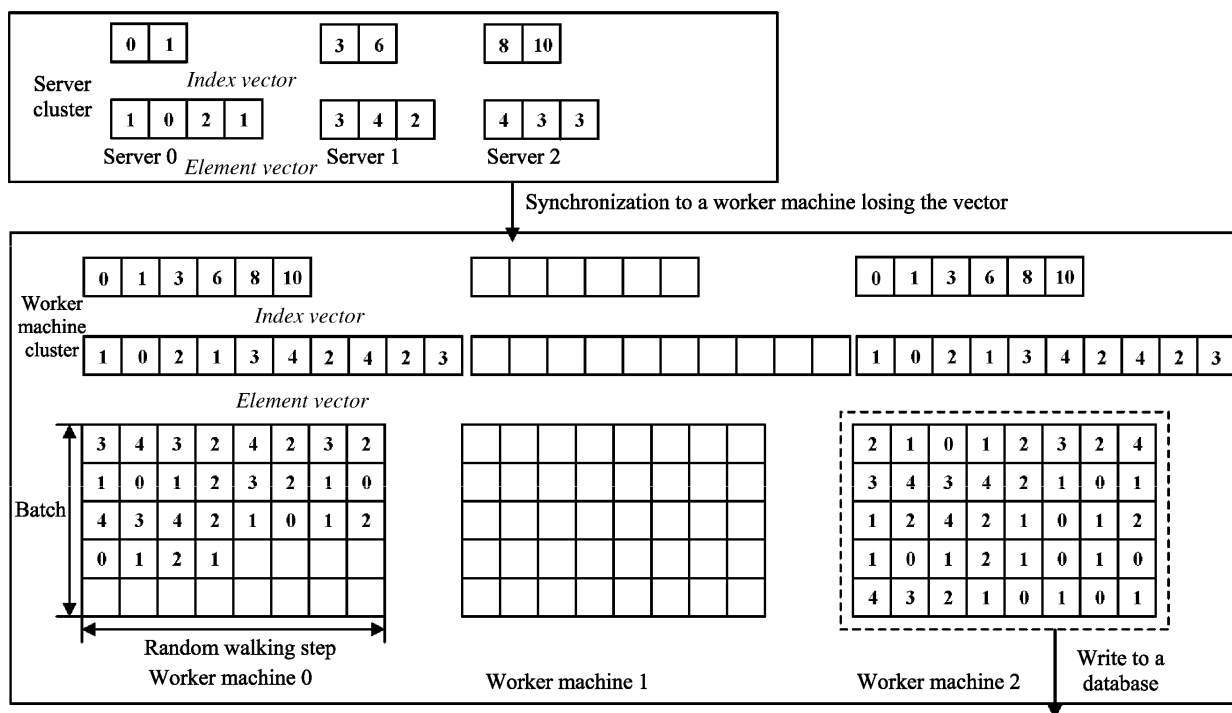 0 1 3 6 8 10
Index vector
Server
cluster
1 0 2 1 3 4 2 4 3 3
Server 0 Server 1 Server 2
Element vector
Synchronization to a worker machine losing the vector
0 1 3 6 8 10 0 1 3 6 8 10
Index vector
Worker
machine
cluster
1 0 2 1 3 4 2 4 2 3 1 0 2 1 3 4 2 4 2 3
Element vector
3 4 3 2 4 2 3 2 2 1 0 1 2 3 2 4
1 0 1 2 3 2 1 0 3 4 3 4 2 1 0 1
Batch
4 3 4 2 1 0 1 2 1 2 4 2 1 0 1 2
0 1 2 1 1 0 1 2 1 0 1 0
4 3 2 1 0 1 0 1
Random walking step
Worker machine 0 Worker machine 1 Worker machine 2
Write to a
database